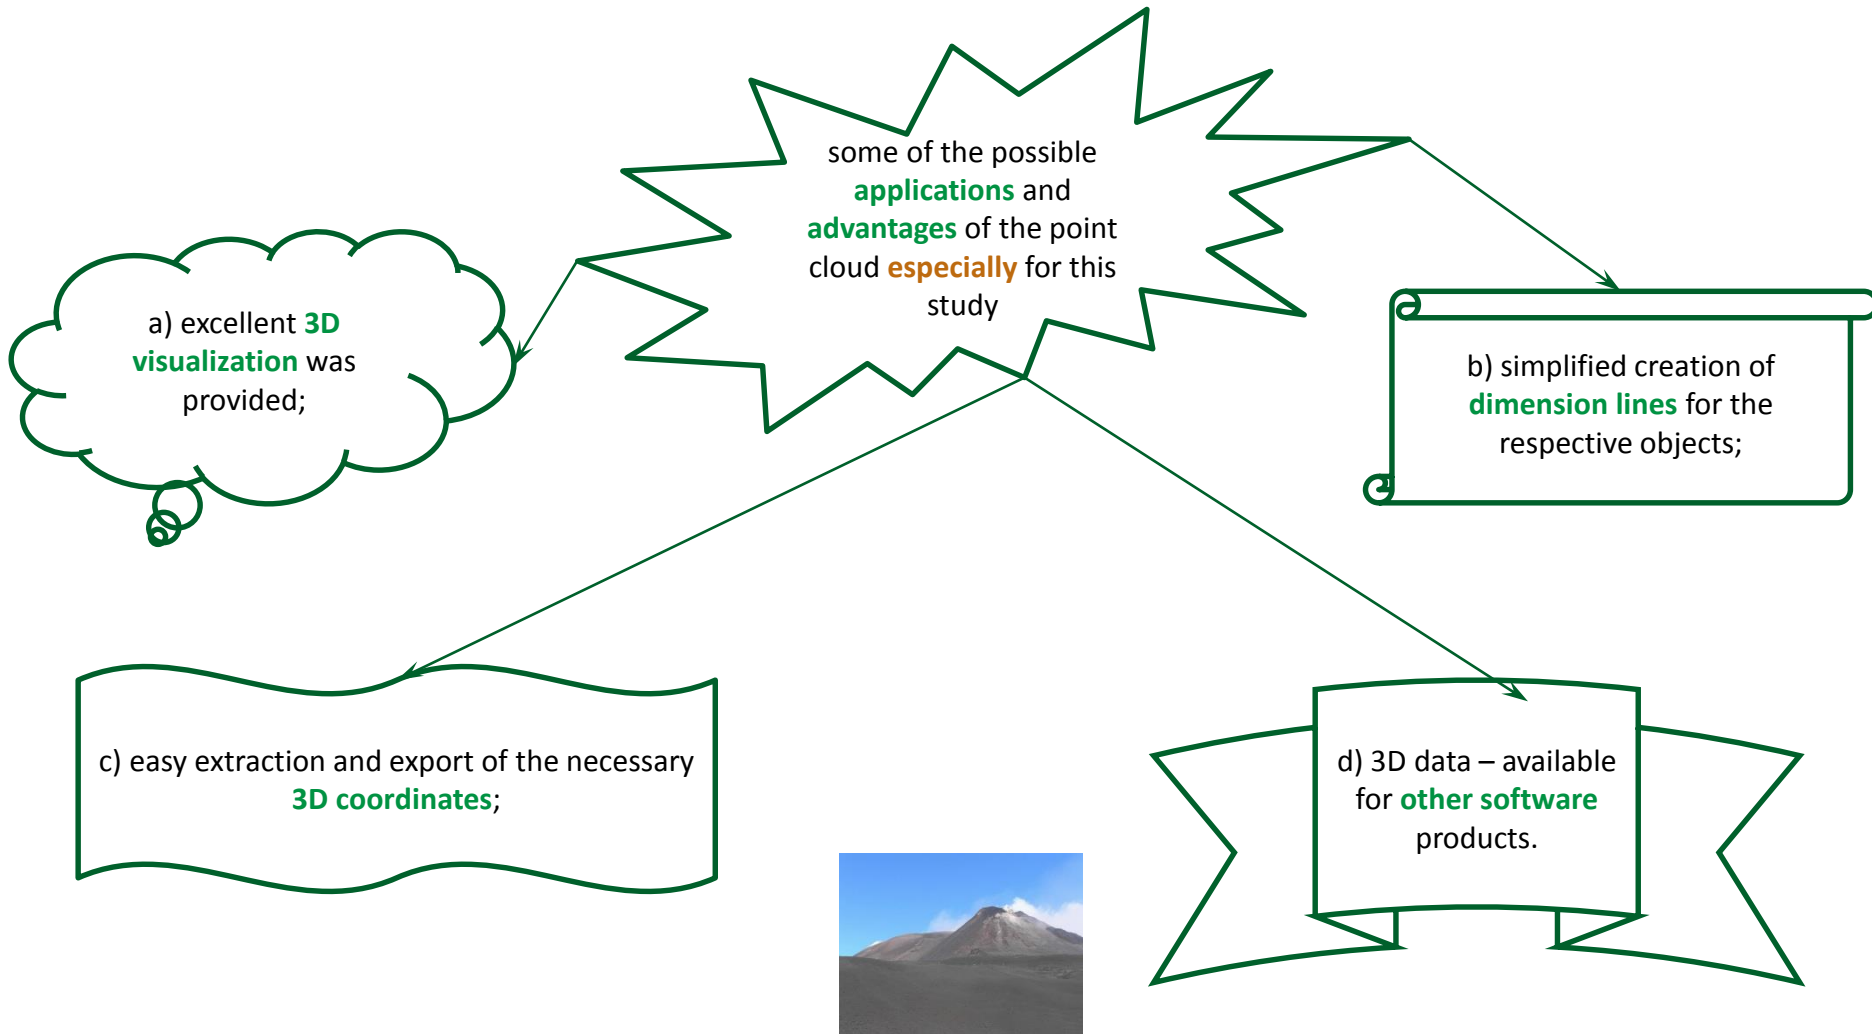 some of the possible
applications and
advantages of the point
cloud especially for this
study
a) excellent 3D
visualization was
provided;
b) simplified creation of
dimension lines for the
respective objects;
c) easy extraction and export of the necessary
3D coordinates;
d) 3D data – available
for other software
products.